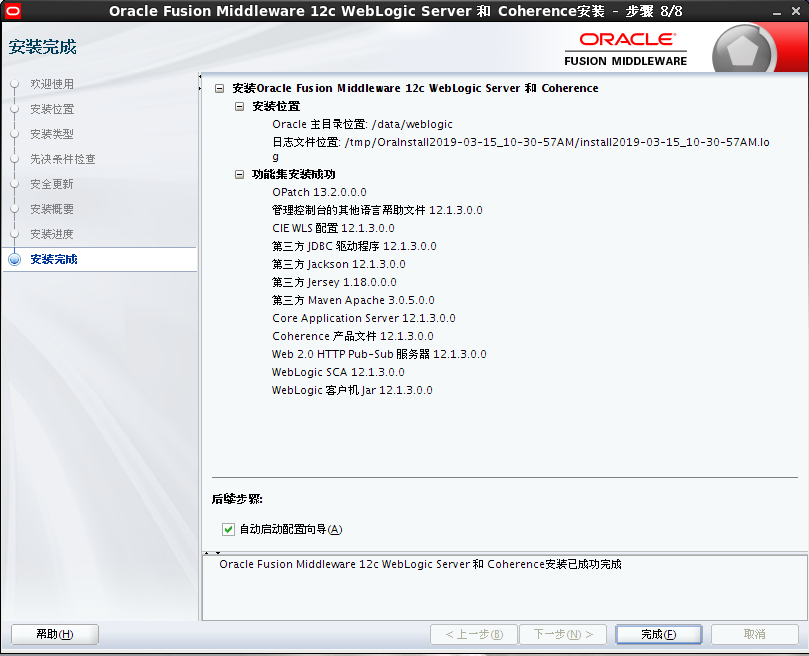 Oracle Fusion Middleware 12c WebLogic Server 和 Coherence安装 - 步骤 8/8
安装完成
ORACLE
FUSION MIDDLEWARE
欢迎使用
安装位置
安装类型
先决条件检查
安全更新
安装概要
安装进度
安装完成
安装Oracle Fusion Middleware 12c WebLogic Server 和 Coherence
安装位置
Oracle 主目录位置: /data/weblogic
日志文件位置: /tmp/OraInstall2019-03-15_10-30-57AM/install2019-03-15_10-30-57AM.lo
g
功能集安装成功
OPatch 13.2.0.0.0
管理控制台的其他语言帮助文件 12.1.3.0.0
CIE WLS 配置 12.1.3.0.0
第三方 JDBC 驱动程序 12.1.3.0.0
第三方 Jackson 12.1.3.0.0
第三方 Jersey 1.18.0.0.0
第三方 Maven Apache 3.0.5.0.0
Core Application Server 12.1.3.0.0
Coherence 产品文件 12.1.3.0.0
Web 2.0 HTTP Pub-Sub 服务器 12.1.3.0.0
WebLogic SCA 12.1.3.0.0
WebLogic 客户机 Jar 12.1.3.0.0
后续步骤:
自动启动配置向导(A)
Oracle Fusion Middleware 12c WebLogic Server 和 Coherence安装已成功完成
帮助(H)
< 上一步(B)
下一步(N) >
完成(F)
取消